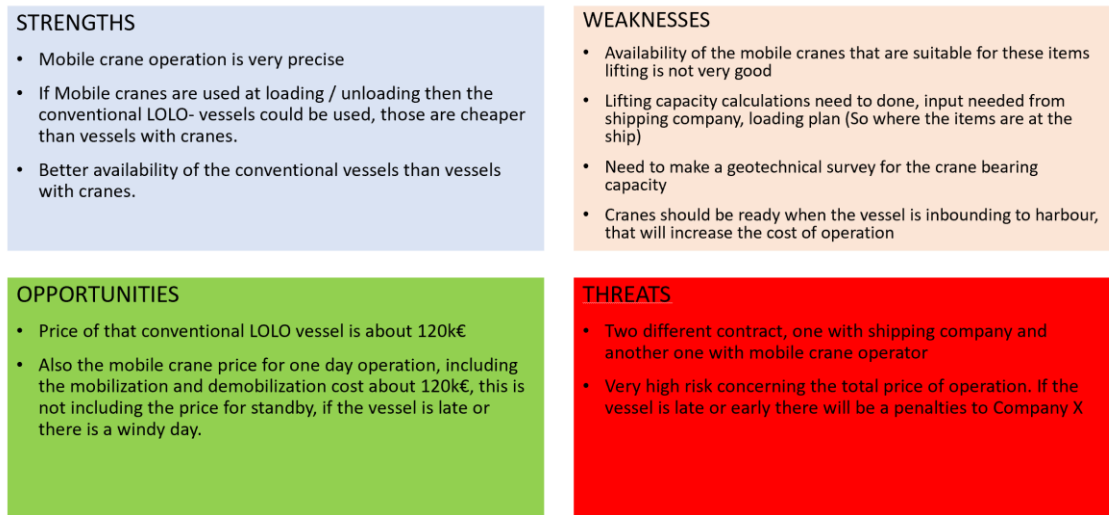 STRENGTHS
• Mobile crane operation is very precise
• If Mobile cranes are used at loading / unloading then the
conventional LOLO- vessels could be used, those are cheaper
than vessels with cranes.
• Better availability of the conventional vessels than vessels
with cranes.
WEAKNESSES
• Availability of the mobile cranes that are suitable for these items
lifting is not very good
• Lifting capacity calculations need to done, input needed from
shipping company, loading plan (So where the items are at the
ship)
• Need to make a geotechnical survey for the crane bearing
capacity
• Cranes should be ready when the vessel is inbounding to harbour,
that will increase the cost of operation
OPPORTUNITIES
• Price of that conventional LOLO vessel is about 120k€
• Also the mobile crane price for one day operation, including
the mobilization and demobilization cost about 120k€, this is
not including the price for standby, if the vessel is late or
there is a windy day.
THREATS
• Two different contract, one with shipping company and
another one with mobile crane operator
• Very high risk concerning the total price of operation. If the
vessel is late or early there will be a penalties to Company X